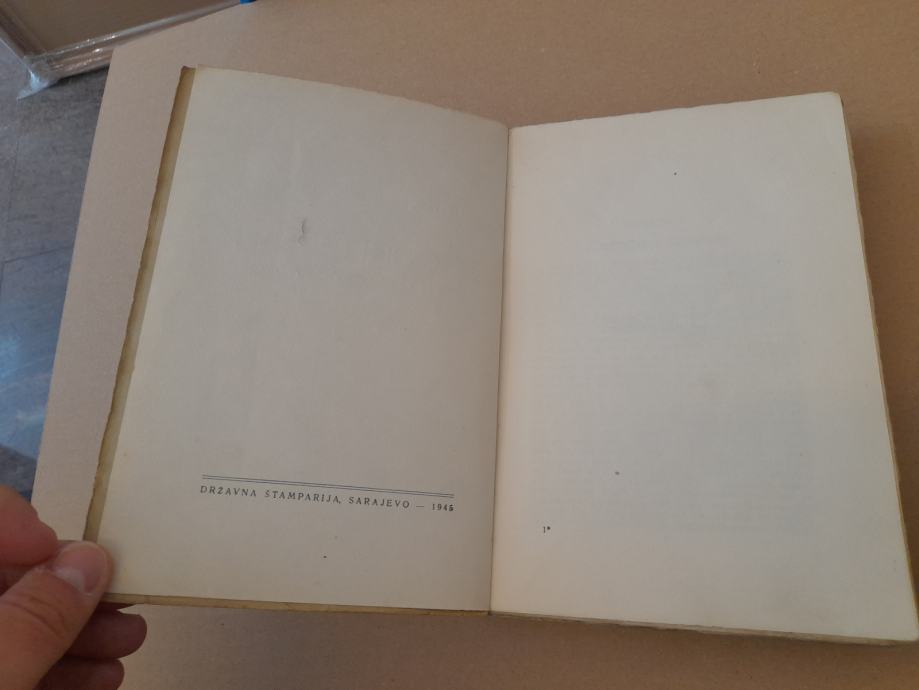 DRŽAVNA ŠTAMPARIJA, SARAJEVO — 1945
1*